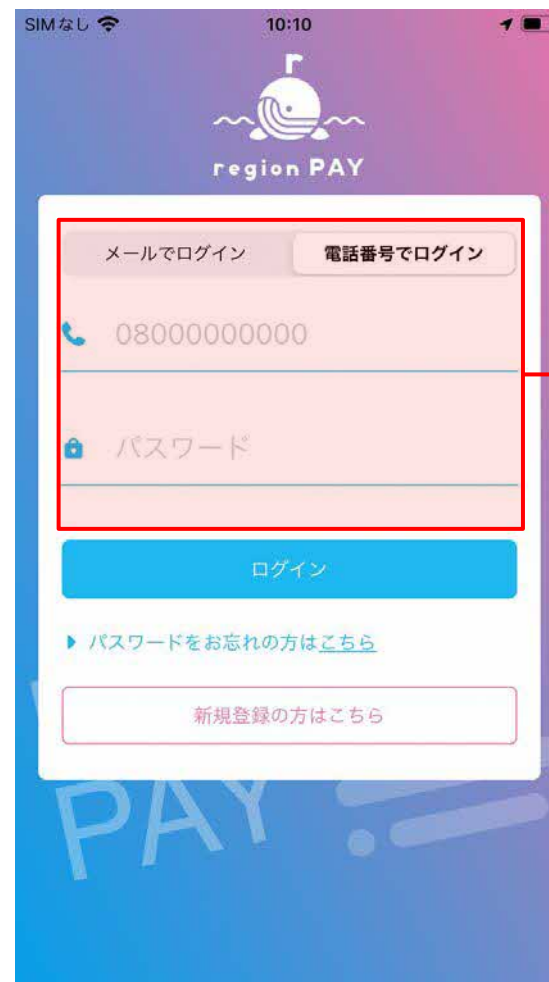 SIMなし 10:10
r
region PAY
メールでログイン 電話番号でログイン
08000000000
パスワード
ログイン
パスワードをお忘れの方はこちら
新規登録の方はこちら
PAY